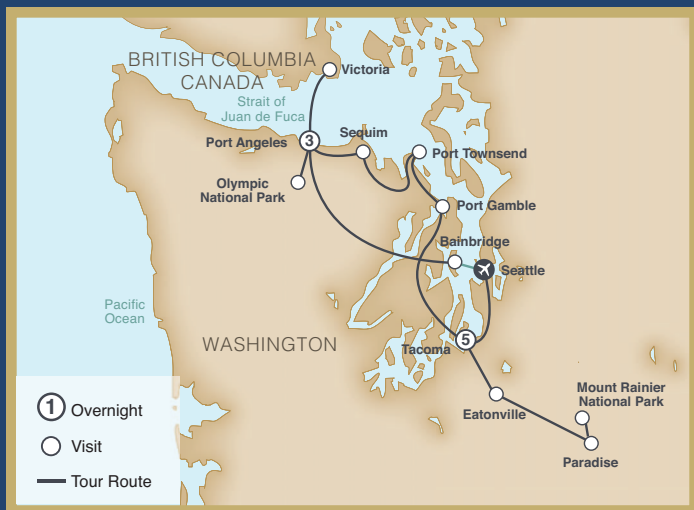 BRITISH COLUMBIA
CANADA
Victoria
Strait of
Juan de Fuca
Port Angeles
3
Sequim
Port Townsend
Olympic
National Park
Port Gamble
Bainbridge
Seattle
Pacific
Ocean
WASHINGTON
Tacoma
5
Mount Rainier
National Park
Eatonville
Paradise
1 Overnight
Visit
Tour Route